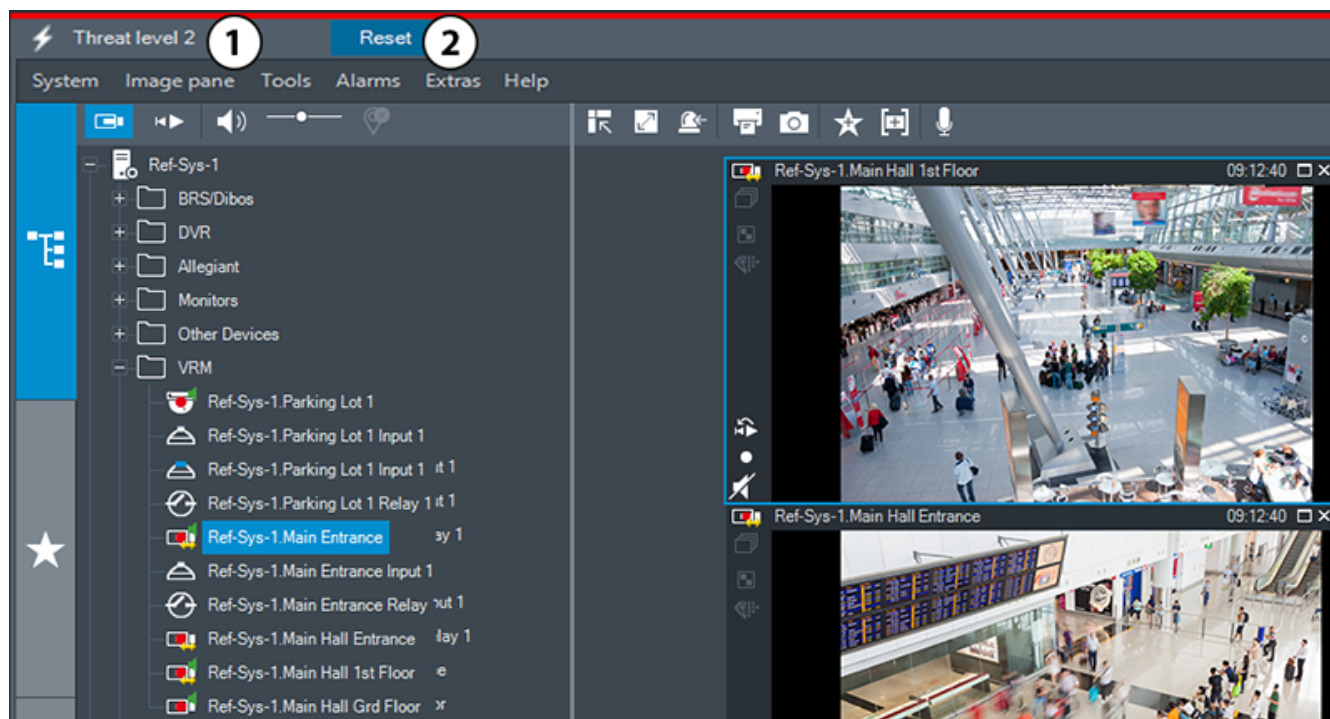 Threat level 2 1 Reset 2
System Image pane Tools Alarms Extras Help
Ref-Sys-1
BRS/Dibos
DVR
Allegiant
Monitors
Other Devices
VRM
Ref-Sys-1.Parking Lot 1
Ref-Sys-1.Parking Lot 1 Input 1
Ref-Sys-1.Parking Lot 1 Input 1
Ref-Sys-1.Parking Lot 1 Relay 1
Ref-Sys-1.Main Entrance
Ref-Sys-1.Main Entrance Input 1
Ref-Sys-1.Main Entrance Relay
Ref-Sys-1.Main Hall Entrance
Ref-Sys-1.Main Hall 1st Floor
Ref-Sys-1.Main Hall Grd Floor
Ref-Sys-1.Main Hall 1st Floor 09:12:40
Ref-Sys-1.Main Hall Entrance 09:12:40